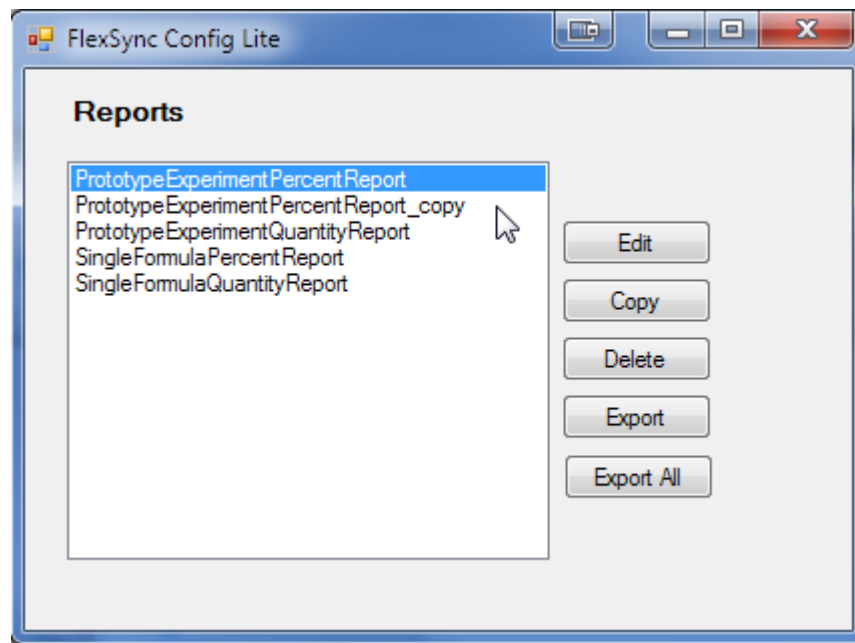 FlexSync Config Lite
Reports
PrototypeExperimentPercentReport
PrototypeExperimentPercentReport_copy
PrototypeExperimentQuantityReport
SingleFormulaPercentReport
SingleFormulaQuantityReport
Edit
Copy
Delete
Export
Export All